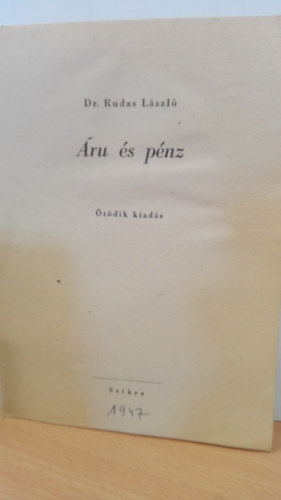 Dr. Rudas László
Áru és pénz
Ötödik kiadás
Szikra
1947